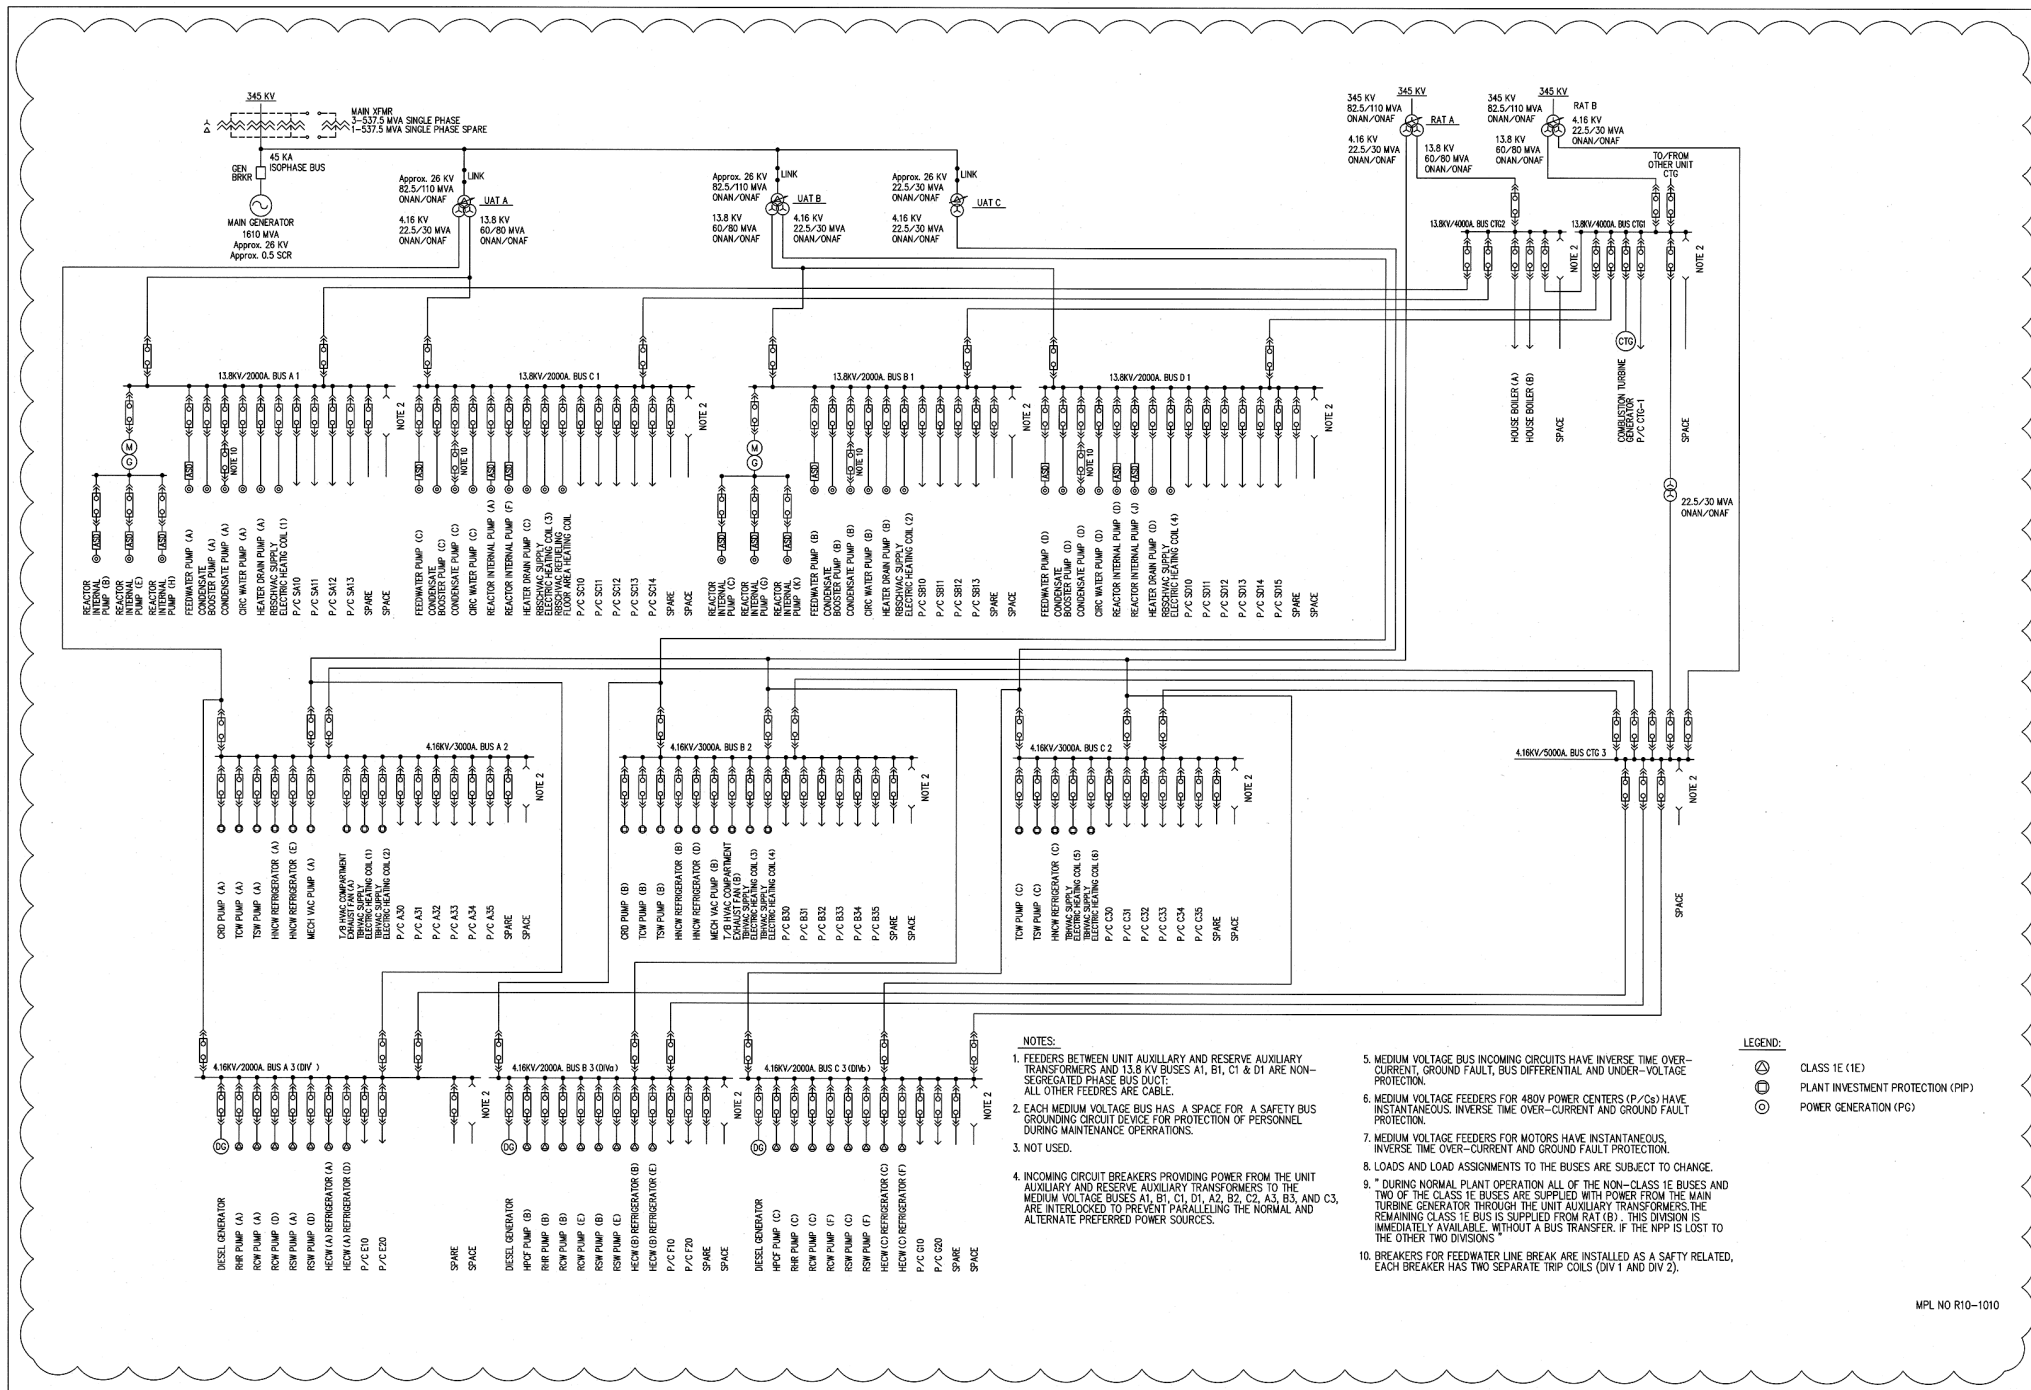 345 KV
MAIN XFMR
3-537.5 MVA SINGLE PHASE
1-537.5 MVA SINGLE PHASE SPARE
45 KA
ISOPHASE BUS
GEN
BRKR
MAIN GENERATOR
1610 MVA
Approx. 26 KV
Approx. 0.5 SCR
LINK
Approx. 26 KV
82.5/110 MVA
ONAN/ONAF
UAT A
4.16 KV
22.5/30 MVA
ONAN/ONAF
13.8 KV
60/80 MVA
ONAN/ONAF
LINK
Approx. 26 KV
82.5/110 MVA
ONAN/ONAF
UAT B
13.8 KV
60/80 MVA
ONAN/ONAF
4.16 KV
22.5/30 MVA
ONAN/ONAF
LINK
Approx. 26 KV
22.5/30 MVA
ONAN/ONAF
UAT C
4.16 KV
22.5/30 MVA
ONAN/ONAF
345 KV
345 KV
82.5/110 MVA
ONAN/ONAF
RAT A
4.16 KV
22.5/30 MVA
ONAN/ONAF
13.8 KV
60/80 MVA
ONAN/ONAF
345 KV
345 KV
82.5/110 MVA
ONAN/ONAF
RAT B
4.16 KV
22.5/30 MVA
ONAN/ONAF
13.8 KV
60/80 MVA
ONAN/ONAF
TO/FROM
OTHER UNIT
CTG
13.8KV/4000A. BUS CTG2
13.8KV/4000A. BUS CTG1
NOTE 2
NOTE 2
HOUSE BOILER (A)
HOUSE BOILER (B)
SPACE
CTG
COMBUSTION TURBINE
GENERATOR
P/C CTG-1
SPACE
22.5/30 MVA
ONAN/ONAF
13.8KV/2000A. BUS A 1
NOTE 2
M
G
ASD
ASD
ASD
ASD
NOTE 10
REACTOR
INTERNAL
PUMP (B)
REACTOR
INTERNAL
PUMP (E)
REACTOR
INTERNAL
PUMP (H)
FEEDWATER PUMP (A)
CONDENSATE
BOOSTER PUMP (A)
CONDENSATE PUMP (A)
CIRC WATER PUMP (A)
HEATER DRAIN PUMP (A)
RBSCHVAC SUPPLY
ELECTRIC HEATIG COIL (1)
P/C SA10
P/C SA11
P/C SA12
P/C SA13
SPARE
SPACE
13.8KV/2000A. BUS C 1
NOTE 2
ASD
NOTE 10
ASD
ASD
FEEDWATER PUMP (C)
CONDENSATE
BOOSTER PUMP (C)
CONDENSATE PUMP (C)
CIRC WATER PUMP (C)
REACTOR INTERNAL PUMP (A)
REACTOR INTERNAL PUMP (F)
HEATER DRAIN PUMP (C)
RBSCHVAC SUPPLY
ELECTRIC HEATING COIL (3)
RBSCHVAC REFUELING
FLOOR AREA HEATING COIL
P/C SC10
P/C SC11
P/C SC12
P/C SC13
P/C SC14
SPARE
SPACE
13.8KV/2000A. BUS B 1
NOTE 2
M
G
ASD
ASD
ASD
ASD
NOTE 10
REACTOR
INTERNAL
PUMP (C)
REACTOR
INTERNAL
PUMP (G)
REACTOR
INTERNAL
PUMP (K)
FEEDWATER PUMP (B)
CONDENSATE
BOOSTER PUMP (B)
CONDENSATE PUMP (B)
CIRC WATER PUMP (B)
HEATER DRAIN PUMP (B)
RBSCHVAC SUPPLY
ELECTRIC HEATING COIL (2)
P/C SB10
P/C SB11
P/C SB12
P/C SB13
SPARE
SPACE
13.8KV/2000A. BUS D 1
NOTE 2
ASD
NOTE 10
ASD
ASD
FEEDWATER PUMP (D)
CONDENSATE
BOOSTER PUMP (D)
CONDENSATE PUMP (D)
CIRC WATER PUMP (D)
REACTOR INTERNAL PUMP (D)
REACTOR INTERNAL PUMP (J)
HEATER DRAIN PUMP (D)
RBSCHVAC SUPPLY
ELECTRIC HEATING COIL (4)
P/C SD10
P/C SD11
P/C SD12
P/C SD13
P/C SD14
P/C SD15
SPARE
SPACE
4.16KV/3000A. BUS A 2
NOTE 2
CRD PUMP (A)
TCW PUMP (A)
TSW PUMP (A)
HNCW REFRIGERATOR (A)
HNCW REFRIGERATOR (E)
MECH VAC PUMP (A)
T/B HVAC COMPARTMENT
EXHAUST FAN (A)
TBHVAC SUPPLY
ELECTRIC HEATING COIL (1)
TBHVAC SUPPLY
ELECTRIC HEATING COIL (2)
P/C A30
P/C A31
P/C A32
P/C A33
P/C A34
P/C A35
SPARE
SPACE
4.16KV/3000A. BUS B 2
NOTE 2
CRD PUMP (B)
TCW PUMP (B)
TSW PUMP (B)
HNCW REFRIGERATOR (B)
HNCW REFRIGERATOR (D)
MECH VAC PUMP (B)
T/B HVAC COMPARTMENT
EXHAUST FAN (B)
TBHVAC SUPPLY
ELECTRIC HEATING COIL (3)
TBHVAC SUPPLY
ELECTRIC HEATING COIL (4)
P/C B30
P/C B31
P/C B32
P/C B33
P/C B34
P/C B35
SPARE
SPACE
4.16KV/3000A. BUS C 2
NOTE 2
TCW PUMP (C)
TSW PUMP (C)
HNCW REFRIGERATOR (C)
TBHVAC SUPPLY
ELECTRIC HEATING COIL (5)
TBHVAC SUPPLY
ELECTRIC HEATING COIL (6)
P/C C30
P/C C31
P/C C32
P/C C33
P/C C34
P/C C35
SPARE
SPACE
4.16KV/5000A. BUS CTG 3
NOTE 2
SPACE
4.16KV/2000A. BUS A 3 (DIV' )
NOTE 2
DG
DIESEL GENERATOR
RHR PUMP (A)
RCW PUMP (A)
RCW PUMP (D)
RSW PUMP (A)
RSW PUMP (D)
HECW (A) REFRIGERATOR (A)
HECW (A) REFRIGERATOR (D)
P/C E10
P/C E20
SPARE
SPACE
4.16KV/2000A. BUS B 3 (DIVa)
NOTE 2
DG
DIESEL GENERATOR
HPCF PUMP (B)
RHR PUMP (B)
RCW PUMP (B)
RCW PUMP (E)
RSW PUMP (B)
RSW PUMP (E)
HECW (B) REFRIGERATOR (B)
HECW (B) REFRIGERATOR (E)
P/C F10
P/C F20
SPARE
SPACE
4.16KV/2000A. BUS C 3 (DIVb)
NOTE 2
DG
DIESEL GENERATOR
HPCF PUMP (C)
RHR PUMP (C)
RCW PUMP (C)
RCW PUMP (F)
RSW PUMP (C)
RSW PUMP (F)
HECW (C) REFRIGERATOR (C)
HECW (C) REFRIGERATOR (F)
P/C G10
P/C G20
SPARE
SPACE
NOTES:
1. FEEDERS BETWEEN UNIT AUXILLARY AND RESERVE AUXILIARY
TRANSFORMERS AND 13.8 KV BUSES A1, B1, C1 & D1 ARE NON-
SEGREGATED PHASE BUS DUCT:
ALL OTHER FEEDRES ARE CABLE.
2. EACH MEDIUM VOLTAGE BUS HAS A SPACE FOR A SAFETY BUS
GROUNDING CIRCUIT DEVICE FOR PROTECTION OF PERSONNEL
DURING MAINTENANCE OPERRATIONS.
3. NOT USED.
4. INCOMING CIRCUIT BREAKERS PROVIDING POWER FROM THE UNIT
AUXILIARY AND RESERVE AUXILIARY TRANSFORMERS TO THE
MEDIUM VOLTAGE BUSES A1, B1, C1, D1, A2, B2, C2, A3, B3, AND C3,
ARE INTERLOCKED TO PREVENT PARALLELING THE NORMAL AND
ALTERNATE PREFERRED POWER SOURCES.
5. MEDIUM VOLTAGE BUS INCOMING CIRCUITS HAVE INVERSE TIME OVER-
CURRENT, GROUND FAULT, BUS DIFFERENTIAL AND UNDER-VOLTAGE
PROTECTION.
6. MEDIUM VOLTAGE FEEDERS FOR 480V POWER CENTERS (P/Cs) HAVE
INSTANTANEOUS. INVERSE TIME OVER-CURRENT AND GROUND FAULT
PROTECTION.
7. MEDIUM VOLTAGE FEEDERS FOR MOTORS HAVE INSTANTANEOUS,
INVERSE TIME OVER-CURRENT AND GROUND FAULT PROTECTION.
8. LOADS AND LOAD ASSIGNMENTS TO THE BUSES ARE SUBJECT TO CHANGE.
9. " DURING NORMAL PLANT OPERATION ALL OF THE NON-CLASS 1E BUSES AND
TWO OF THE CLASS 1E BUSES ARE SUPPLIED WITH POWER FROM THE MAIN
TURBINE GENERATOR THROUGH THE UNIT AUXILIARY TRANSFORMERS.THE
REMAINING CLASS 1E BUS IS SUPPLIED FROM RAT (B) . THIS DIVISION IS
IMMEDIATELY AVAILABLE. WITHOUT A BUS TRANSFER. IF THE NPP IS LOST TO
THE OTHER TWO DIVISIONS "
10. BREAKERS FOR FEEDWATER LINE BREAK ARE INSTALLED AS A SAFTY RELATED,
EACH BREAKER HAS TWO SEPARATE TRIP COILS (DIV 1 AND DIV 2).
LEGEND:
CLASS 1E (1E)
PLANT INVESTMENT PROTECTION (PIP)
POWER GENERATION (PG)
MPL NO R10-1010